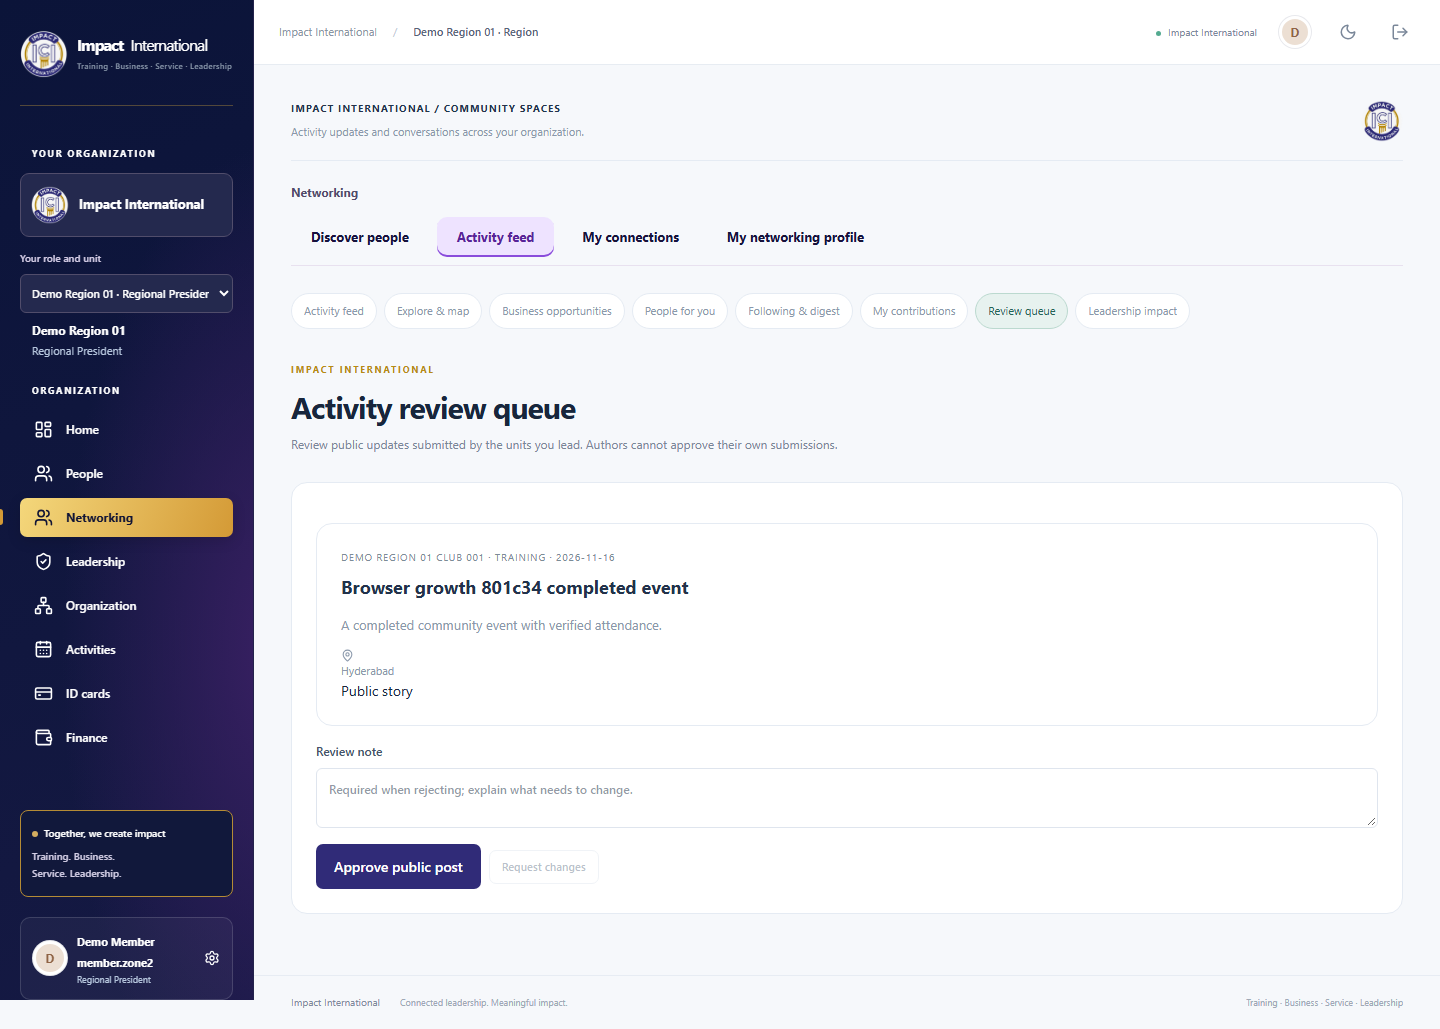 Impact International
Training · Business · Service · Leadership
YOUR ORGANIZATION
Impact International
Your role and unit
Demo Region 01 · Regional Presider
Demo Region 01
Regional President
ORGANIZATION
Home
People
Networking
Leadership
Organization
Activities
ID cards
Finance
Together, we create impact
Training. Business.
Service. Leadership.
D
Demo Member
member.zone2
Regional President
Impact International / Demo Region 01 · Region
Impact International
D
IMPACT INTERNATIONAL / COMMUNITY SPACES
Activity updates and conversations across your organization.
IMPACT
ICI
INTERNATIONAL
Networking
Discover people
Activity feed
My connections
My networking profile
Activity feed
Explore & map
Business opportunities
People for you
Following & digest
My contributions
Review queue
Leadership impact
IMPACT INTERNATIONAL
Activity review queue
Review public updates submitted by the units you lead. Authors cannot approve their own submissions.
DEMO REGION 01 CLUB 001 · TRAINING · 2026-11-16
Browser growth 801c34 completed event
A completed community event with verified attendance.
Hyderabad
Public story
Review note
Required when rejecting; explain what needs to change.
Approve public post
Request changes
Impact International
Connected leadership. Meaningful impact.
Training · Business · Service · Leadership